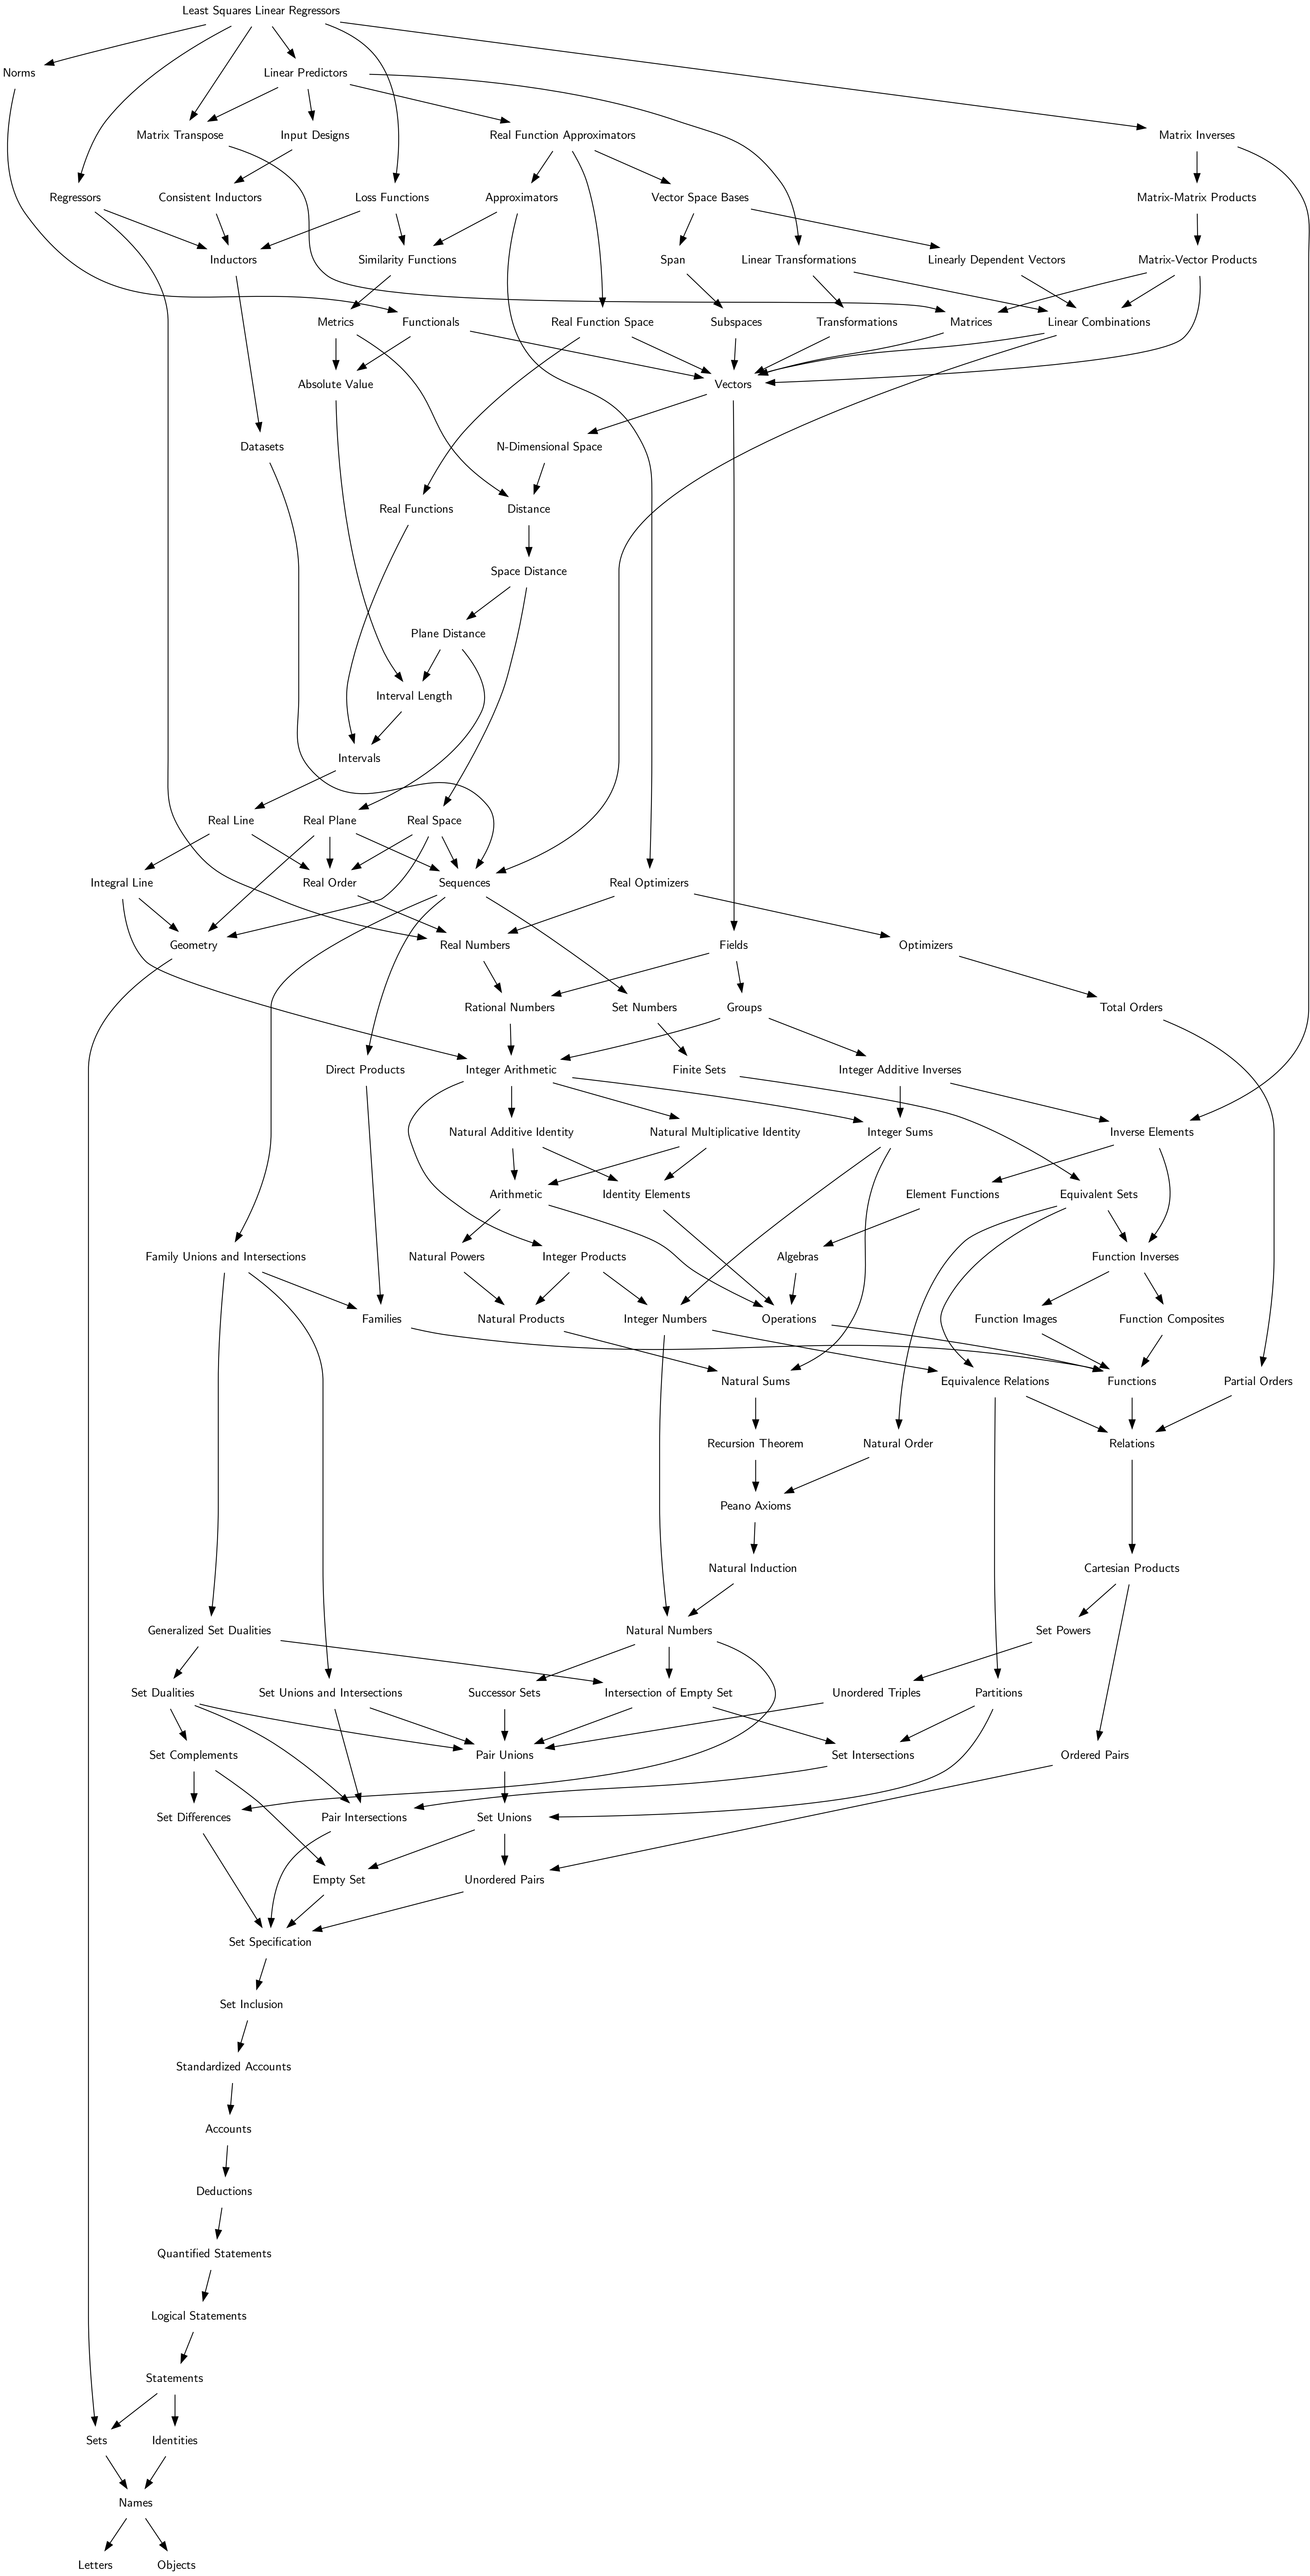 Least Squares Linear Regressors
Norms
Linear Predictors
Matrix Transpose
Input Designs
Real Function Approximators
Matrix Inverses
Regressors
Consistent Inductors
Loss Functions
Approximators
Vector Space Bases
Matrix-Matrix Products
Inductors
Similarity Functions
Span
Linear Transformations
Linearly Dependent Vectors
Matrix-Vector Products
Metrics
Functionals
Real Function Space
Subspaces
Transformations
Matrices
Linear Combinations
Absolute Value
Vectors
Datasets
N-Dimensional Space
Real Functions
Distance
Space Distance
Plane Distance
Interval Length
Intervals
Real Line
Real Plane
Real Space
Integral Line
Real Order
Sequences
Real Optimizers
Geometry
Real Numbers
Fields
Optimizers
Rational Numbers
Set Numbers
Groups
Total Orders
Direct Products
Integer Arithmetic
Finite Sets
Integer Additive Inverses
Natural Additive Identity
Natural Multiplicative Identity
Integer Sums
Inverse Elements
Arithmetic
Identity Elements
Element Functions
Equivalent Sets
Family Unions and Intersections
Natural Powers
Integer Products
Algebras
Function Inverses
Families
Natural Products
Integer Numbers
Operations
Function Images
Function Composites
Natural Sums
Equivalence Relations
Functions
Partial Orders
Recursion Theorem
Natural Order
Relations
Peano Axioms
Natural Induction
Cartesian Products
Generalized Set Dualities
Natural Numbers
Set Powers
Set Dualities
Set Unions and Intersections
Successor Sets
Intersection of Empty Set
Unordered Triples
Partitions
Set Complements
Pair Unions
Set Intersections
Ordered Pairs
Set Differences
Pair Intersections
Set Unions
Empty Set
Unordered Pairs
Set Specification
Set Inclusion
Standardized Accounts
Accounts
Deductions
Quantified Statements
Logical Statements
Statements
Sets
Identities
Names
Letters
Objects